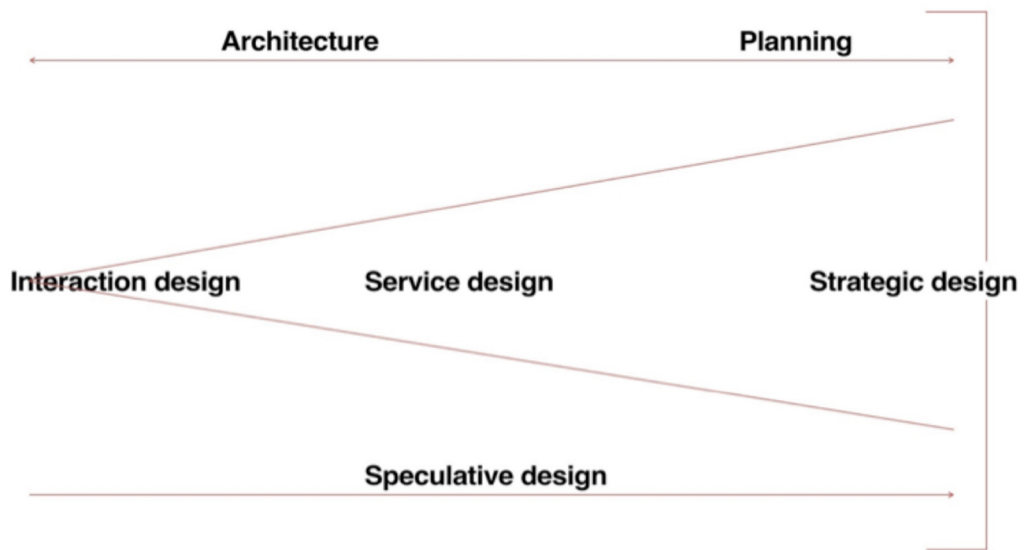 Architecture
Planning
Interaction design
Service design
Strategic design
Speculative design